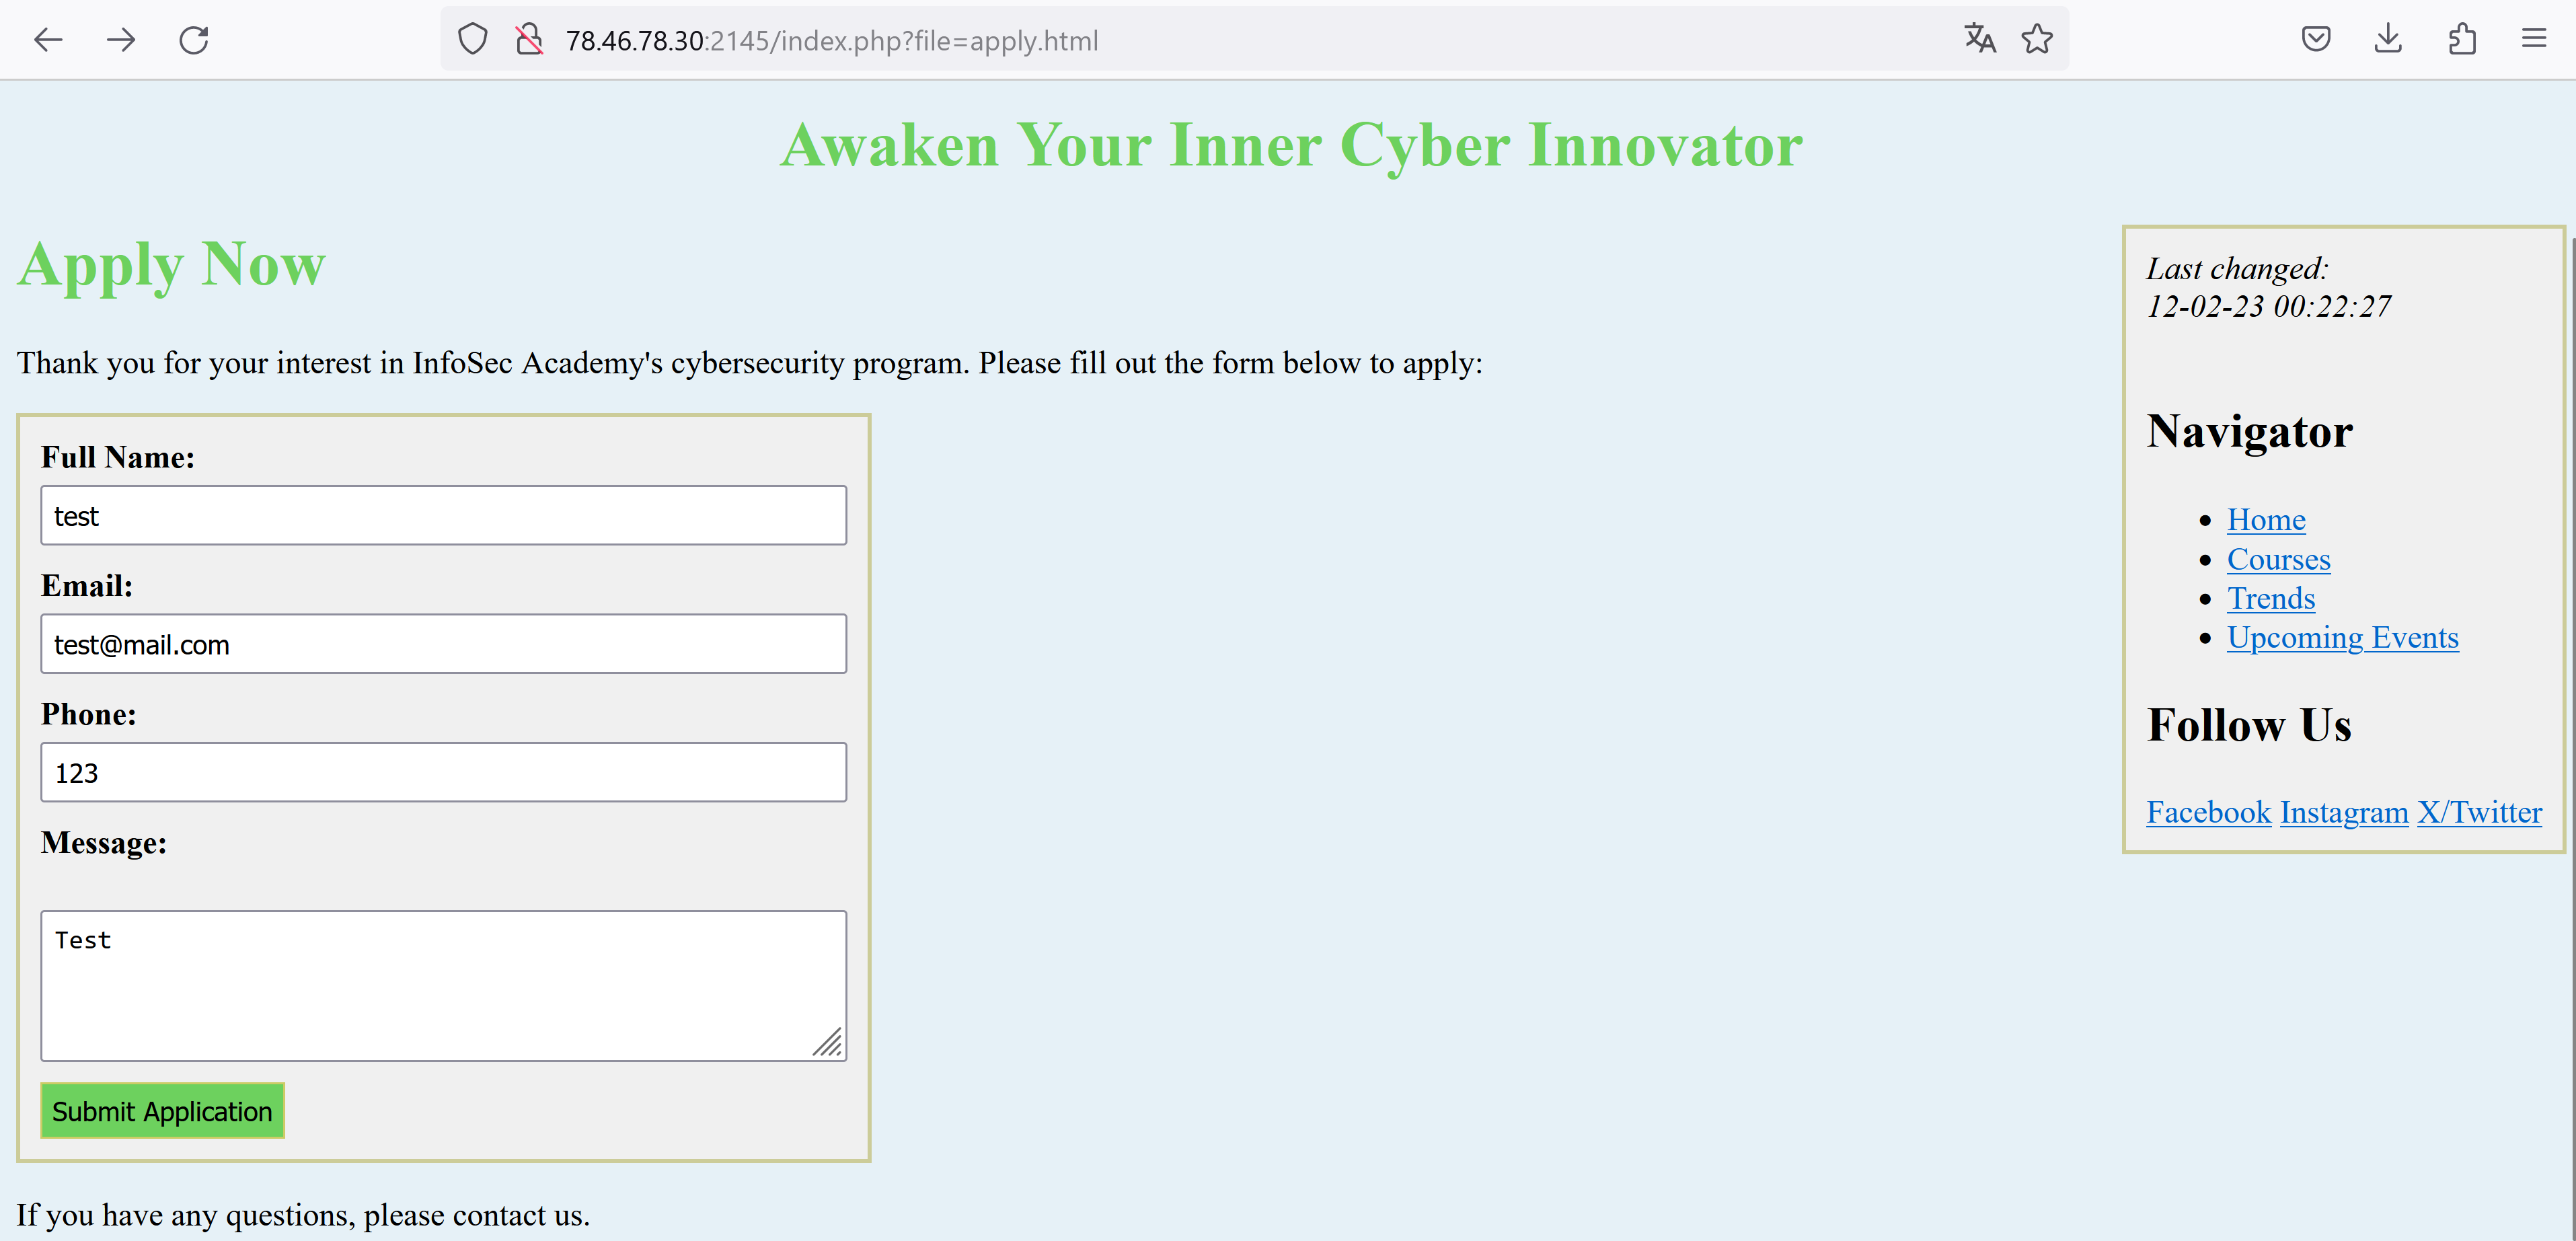 78.46.78.30:2145/index.php?file=apply.html
Awaken Your Inner Cyber Innovator
Apply Now
Thank you for your interest in InfoSec Academy's cybersecurity program. Please fill out the form below to apply:
Full Name:
test
Email:
test@mail.com
Phone:
123
Message:
Test
Submit Application
If you have any questions, please contact us.
Last changed:
12-02-23 00:22:27
Navigator
Home
Courses
Trends
Upcoming Events
Follow Us
Facebook Instagram X/Twitter